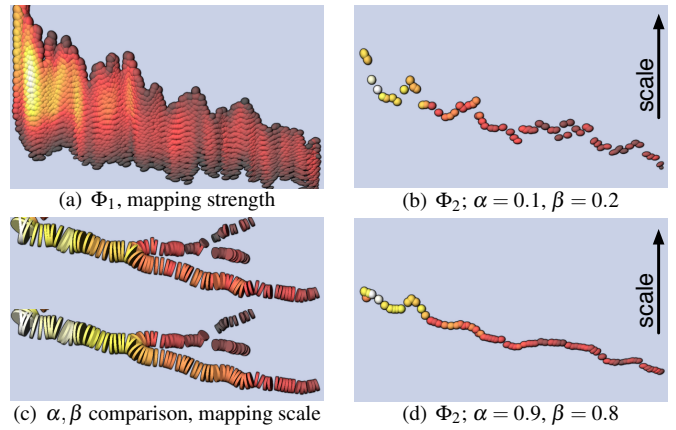 scale
(a) Φ₁, mapping strength
(b) Φ₂; α = 0.1, β = 0.2
scale
(c) α, β comparison, mapping scale
(d) Φ₂; α = 0.9, β = 0.8